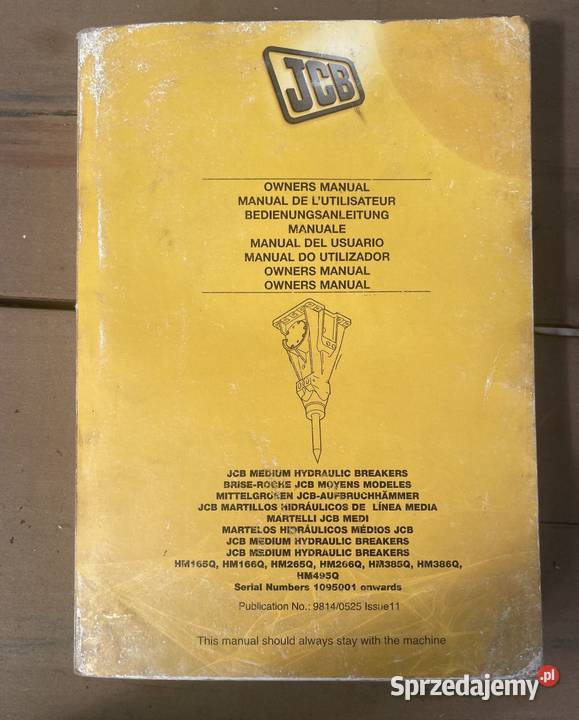 JCB
OWNERS MANUAL
MANUAL DE L'UTILISATEUR
BEDIENUNGSANLEITUNG
MANUALE
MANUAL DEL USUARIO
MANUAL DO UTILIZADOR
OWNERS MANUAL
OWNERS MANUAL
JCB MEDIUM HYDRAULIC BREAKERS
BRISE-ROCHE JCB MOYENS MODELES
MITTELGROßEN JCB-AUFBRUCHHÄMMER
JCB MARTILLOS HIDRÁULICOS DE LÍNEA MEDIA
MARTELLI JCB MEDI
MARTELOS HIDRÁULICOS MÉDIOS JCB
JCB MEDIUM HYDRAULIC BREAKERS
JCB MEDIUM HYDRAULIC BREAKERS
HM165Q, HM166Q, HM265Q, HM266Q, HM385Q, HM386Q,
HM495Q
Serial Numbers 1095001 onwards
Publication No.: 9814/0525 Issue11
This manual should always stay with the machine
Sprzedajemy.pl